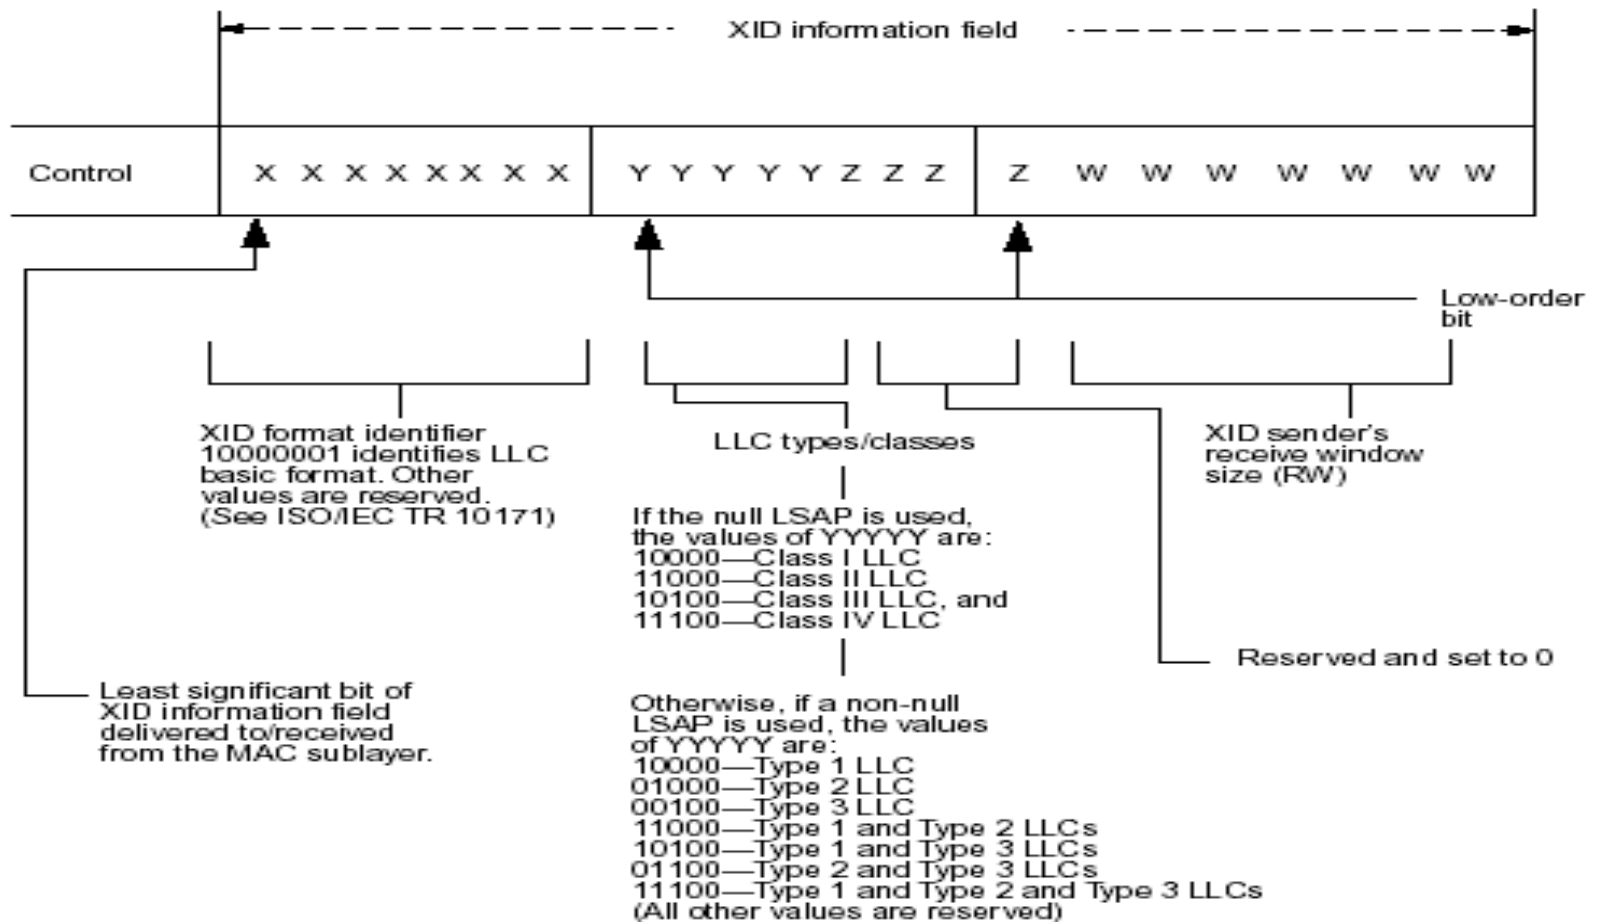 XID information field
Control X X X X X X X X Y Y Y Y Y Z Z Z Z W W W W W W W
Low-order
bit
XID format identifier
10000001 identifies LLC
basic format. Other
values are reserved.
(See ISO/IEC TR 10171)
LLC types/classes
If the null LSAP is used,
the values of YYYYY are:
10000—Class I LLC
11000—Class II LLC
10100—Class III LLC, and
11100—Class IV LLC
XID sender's
receive window
size (RW)
Reserved and set to 0
Least significant bit of
XID information field
delivered to/received
from the MAC sublayer.
Otherwise, if a non-null
LSAP is used, the values
of YYYYY are:
10000—Type 1 LLC
01000—Type 2 LLC
00100—Type 3 LLC
11000—Type 1 and Type 2 LLCs
10100—Type 1 and Type 3 LLCs
01100—Type 2 and Type 3 LLCs
11100—Type 1 and Type 2 and Type 3 LLCs
(All other values are reserved)